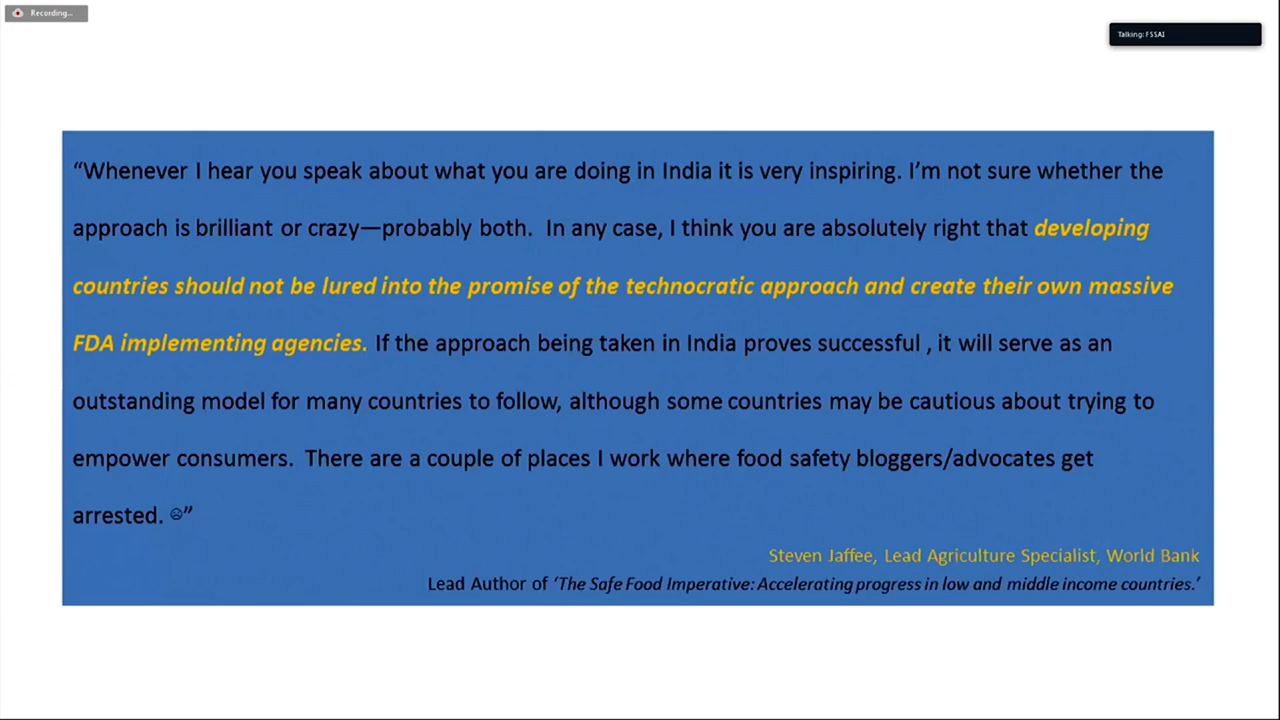 Recording...
Talking: FSSAI
“Whenever I hear you speak about what you are doing in India it is very inspiring. I’m not sure whether the
approach is brilliant or crazy—probably both.  In any case, I think you are absolutely right that developing
countries should not be lured into the promise of the technocratic approach and create their own massive
FDA implementing agencies. If the approach being taken in India proves successful , it will serve as an
outstanding model for many countries to follow, although some countries may be cautious about trying to
empower consumers.  There are a couple of places I work where food safety bloggers/advocates get
arrested. ☹”
Steven Jaffee, Lead Agriculture Specialist, World Bank
Lead Author of ‘The Safe Food Imperative: Accelerating progress in low and middle income countries.’